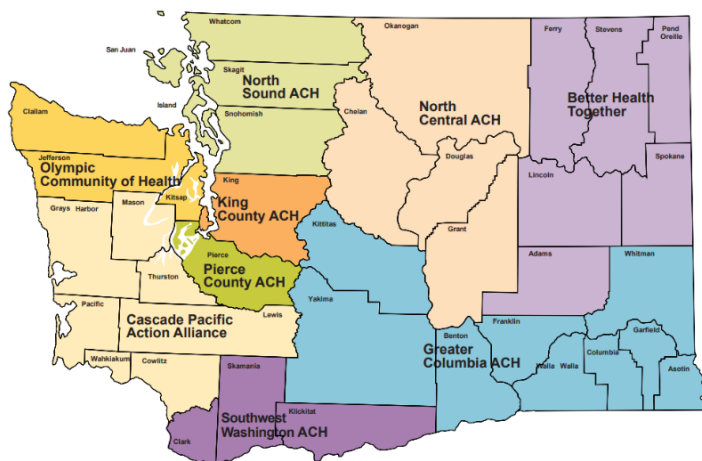 Whatcom
Okanogan
Ferry
Stevens
Pend
Oreille
San Juan
Skagit
North
Sound ACH
Island
Snohomish
Chelan
North
Central ACH
Douglas
Better Health
Together
Clallam
Jefferson
Olympic
Community of Health
Kitsap
King
King
County ACH
Grant
Lincoln
Spokane
Grays Harbor
Mason
Kittitas
Pierce
Pierce
County ACH
Thurston
Adams
Whitman
Pacific
Cascade Pacific
Action Alliance
Lewis
Yakima
Benton
Greater
Columbia ACH
Franklin
Walla Walla
Columbia
Garfield
Asotin
Wahkiakum
Cowlitz
Skamania
Southwest
Washington ACH
Klickitat
Clark